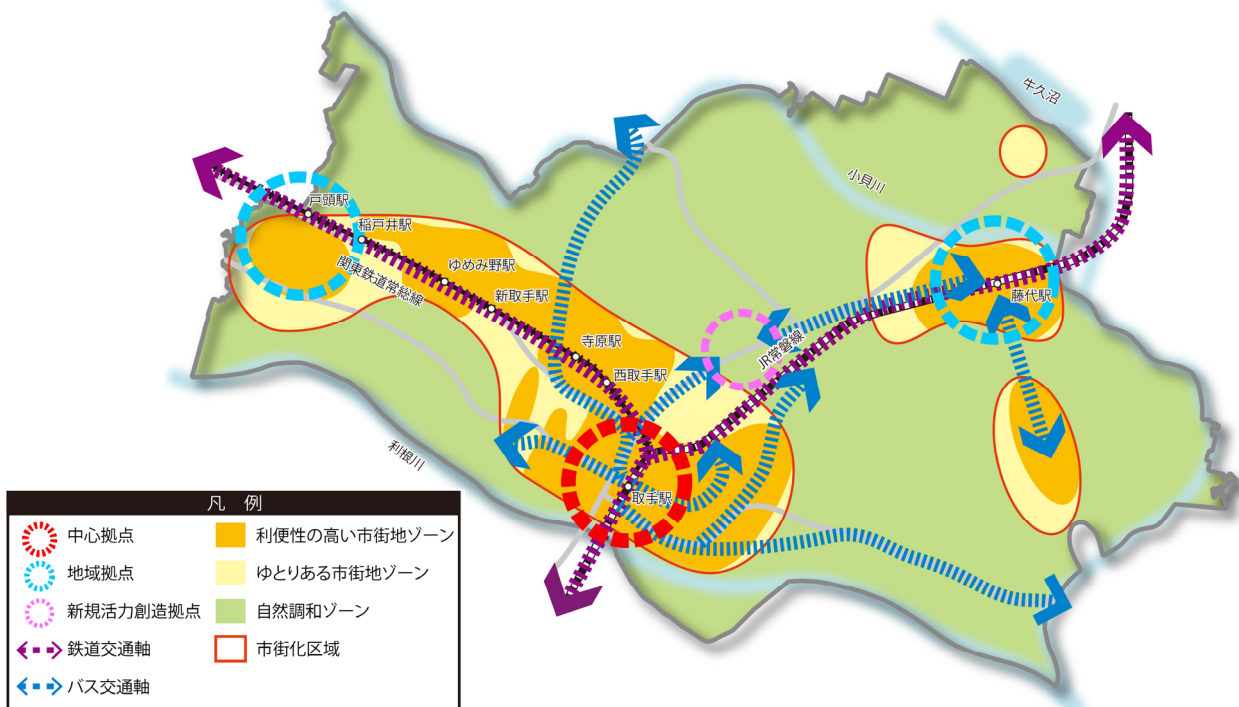 牛久沼
小貝川
戸頭駅
稲戸井駅
ゆめみ野駅
関東鉄道常総線
新取手駅
藤代駅
寺原駅
JR常磐線
西取手駅
利根川
取手駅
凡 例
中心拠点
利便性の高い市街地ゾーン
地域拠点
ゆとりある市街地ゾーン
新規活力創造拠点
自然調和ゾーン
鉄道交通軸
市街化区域
バス交通軸